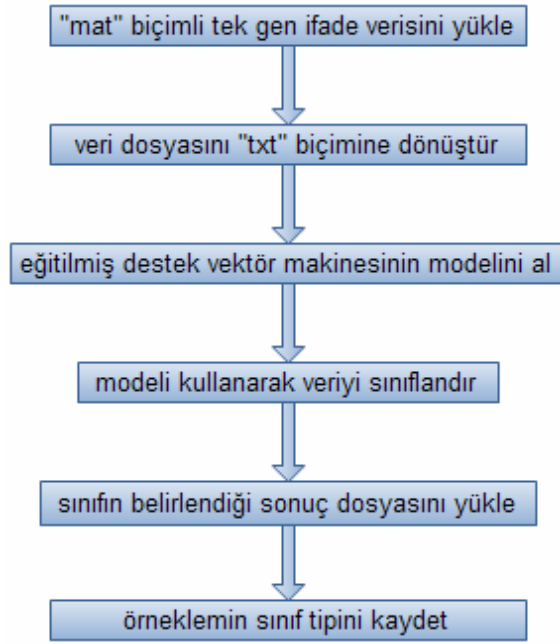 "mat" biçimli tek gen ifade verisini yükle
veri dosyasını "txt" biçimine dönüştür
eğitilmiş destek vektör makinesinin modelini al
modeli kullanarak veriyi sınıflandır
sınıfın belirlendiği sonuç dosyasını yükle
örneklemin sınıf tipini kaydet